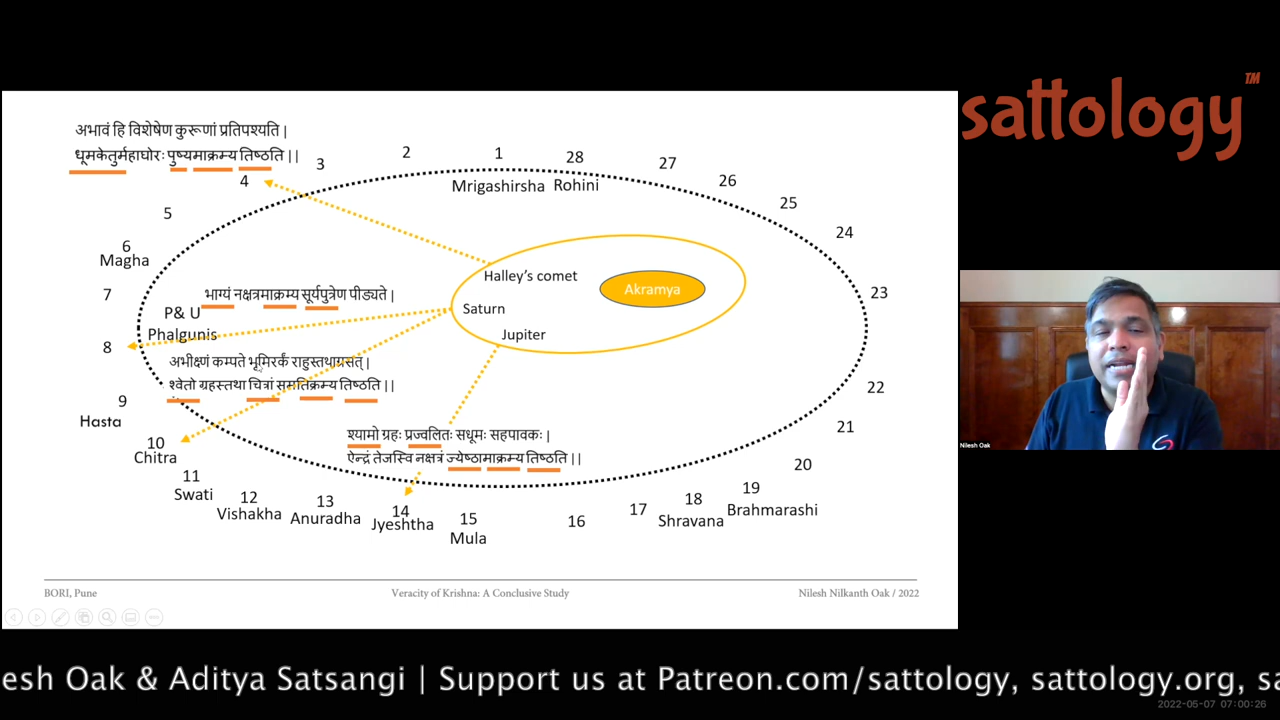 sattology™
अभावं हि विशेषेण कुरूणां प्रतिपश्यति |
धूमकेतुर्महाघोरः पुष्यमाक्रम्य तिष्ठति ||
1
2
3
4
5
6
Magha
7
P& U
Phalgunis
8
9
Hasta
10
Chitra
11
Swati
12
Vishakha
13
Anuradha
14
Jyeshtha
15
Mula
16
17
18
Shravana
19
Brahmarashi
20
21
22
23
24
25
26
27
28
Mrigashirsha Rohini
Halley's comet
Akramya
Saturn
Jupiter
भाग्यं नक्षत्रमाक्रम्य सूर्यपुत्रेण पीड्यते |
अभीक्ष्णं कम्पते भूमिरर्कं राहुस्तथाग्रसत् |
श्वेतो ग्रहस्तथा चित्रां समतिक्रम्य तिष्ठति ||
श्यामो ग्रहः प्रज्वलितः सधूमः सहपावकः |
ऐन्द्रं तेजस्वि नक्षत्रं ज्येष्ठामाक्रम्य तिष्ठति ||
BORI, Pune
Veracity of Krishna: A Conclusive Study
Nilesh Nilkanth Oak / 2022
Nilesh Oak
esh Oak & Aditya Satsangi | Support us at Patreon.com/sattology, sattology.org, sa
2022-05-07 07:00:26